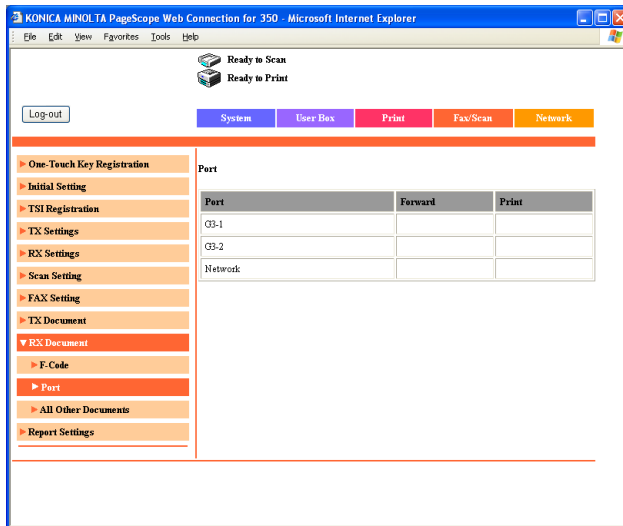 KONICA MINOLTA PageScope Web Connection for 350 - Microsoft Internet Explorer
File Edit View Favorites Tools Help
Ready to Scan
Ready to Print
Log-out
System User Box Print Fax/Scan Network
One-Touch Key Registration
Initial Setting
TSI Registration
TX Settings
RX Settings
Scan Setting
FAX Setting
TX Document
RX Document
F-Code
Port
All Other Documents
Report Settings
Port
Port Forward Print
G3-1
G3-2
Network